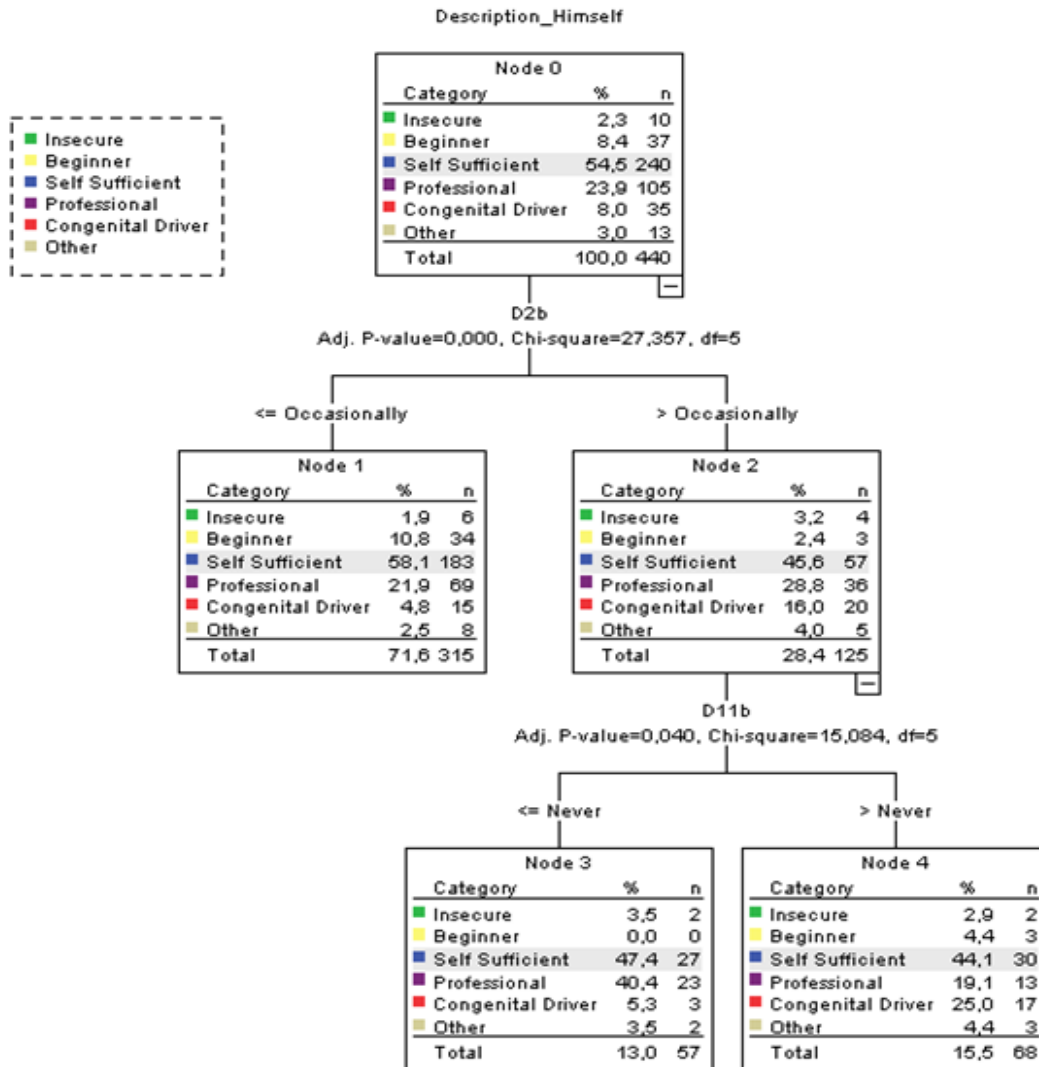 Description_Himself
Insecure
Beginner
Self Sufficient
Professional
Congenital Driver
Other
Node 0
Category % n
Insecure 2,3 10
Beginner 8,4 37
Self Sufficient 54,5 240
Professional 23,9 105
Congenital Driver 8,0 35
Other 3,0 13
Total 100,0 440
D2b
Adj. P-value=0,000, Chi-square=27,357, df=5
<= Occasionally
> Occasionally
Node 1
Category % n
Insecure 1,9 6
Beginner 10,8 34
Self Sufficient 58,1 183
Professional 21,9 69
Congenital Driver 4,8 15
Other 2,5 8
Total 71,6 315
Node 2
Category % n
Insecure 3,2 4
Beginner 2,4 3
Self Sufficient 45,6 57
Professional 28,8 36
Congenital Driver 16,0 20
Other 4,0 5
Total 28,4 125
D11b
Adj. P-value=0,040, Chi-square=15,084, df=5
<= Never
> Never
Node 3
Category % n
Insecure 3,5 2
Beginner 0,0 0
Self Sufficient 47,4 27
Professional 40,4 23
Congenital Driver 5,3 3
Other 3,5 2
Total 13,0 57
Node 4
Category % n
Insecure 2,9 2
Beginner 4,4 3
Self Sufficient 44,1 30
Professional 19,1 13
Congenital Driver 25,0 17
Other 4,4 3
Total 15,5 68